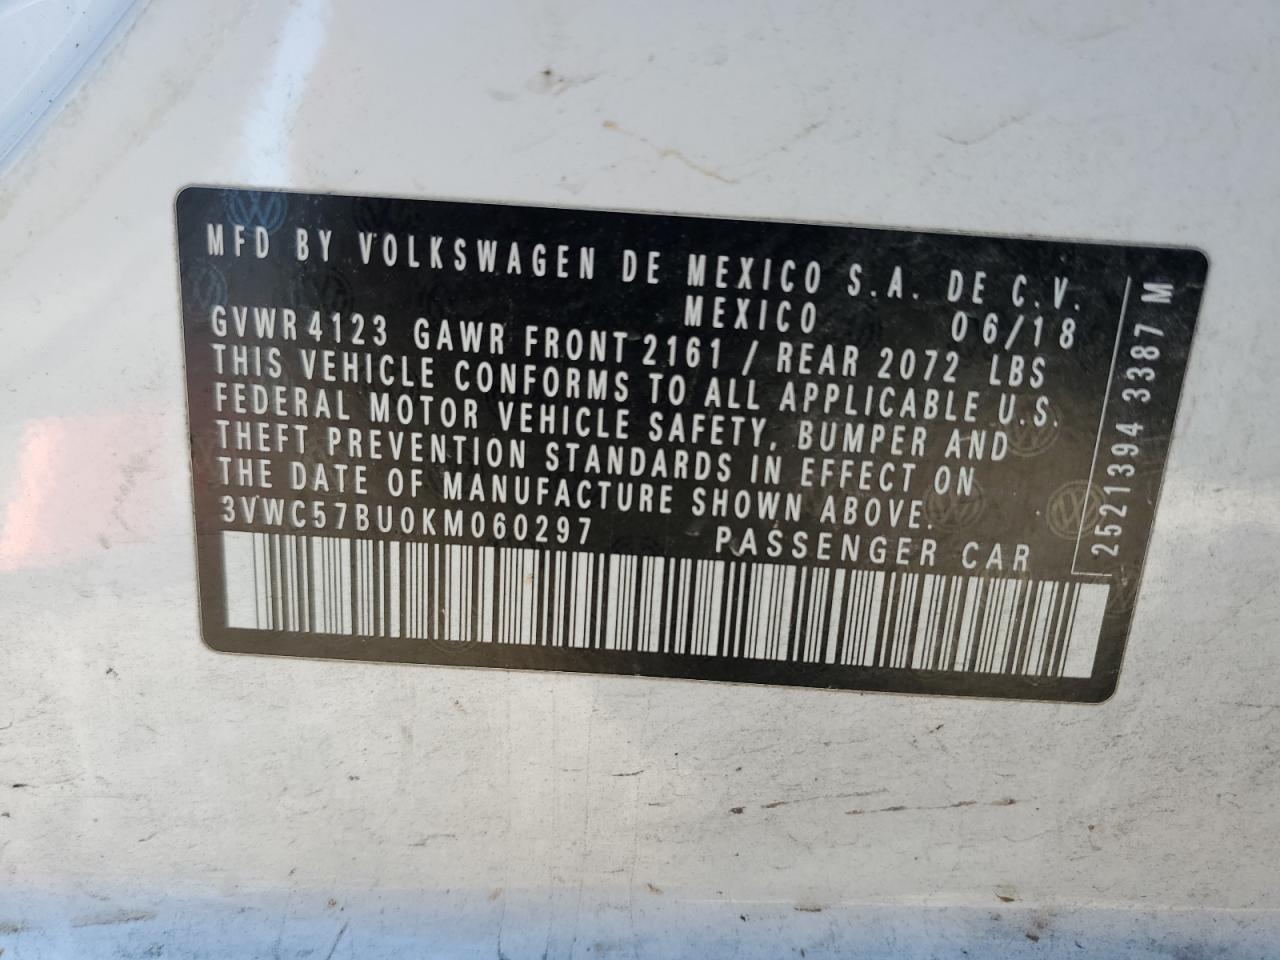 MFD BY VOLKSWAGEN DE MEXICO S.A. DE C.V.
MEXICO 06/18
GVWR 4123 GAWR FRONT 2161 / REAR 2072 LBS
THIS VEHICLE CONFORMS TO ALL APPLICABLE U.S.
FEDERAL MOTOR VEHICLE SAFETY, BUMPER AND
THEFT PREVENTION STANDARDS IN EFFECT ON
THE DATE OF MANUFACTURE SHOWN ABOVE.
3VWC57BU0KM060297 PASSENGER CAR
2521394 3387 M